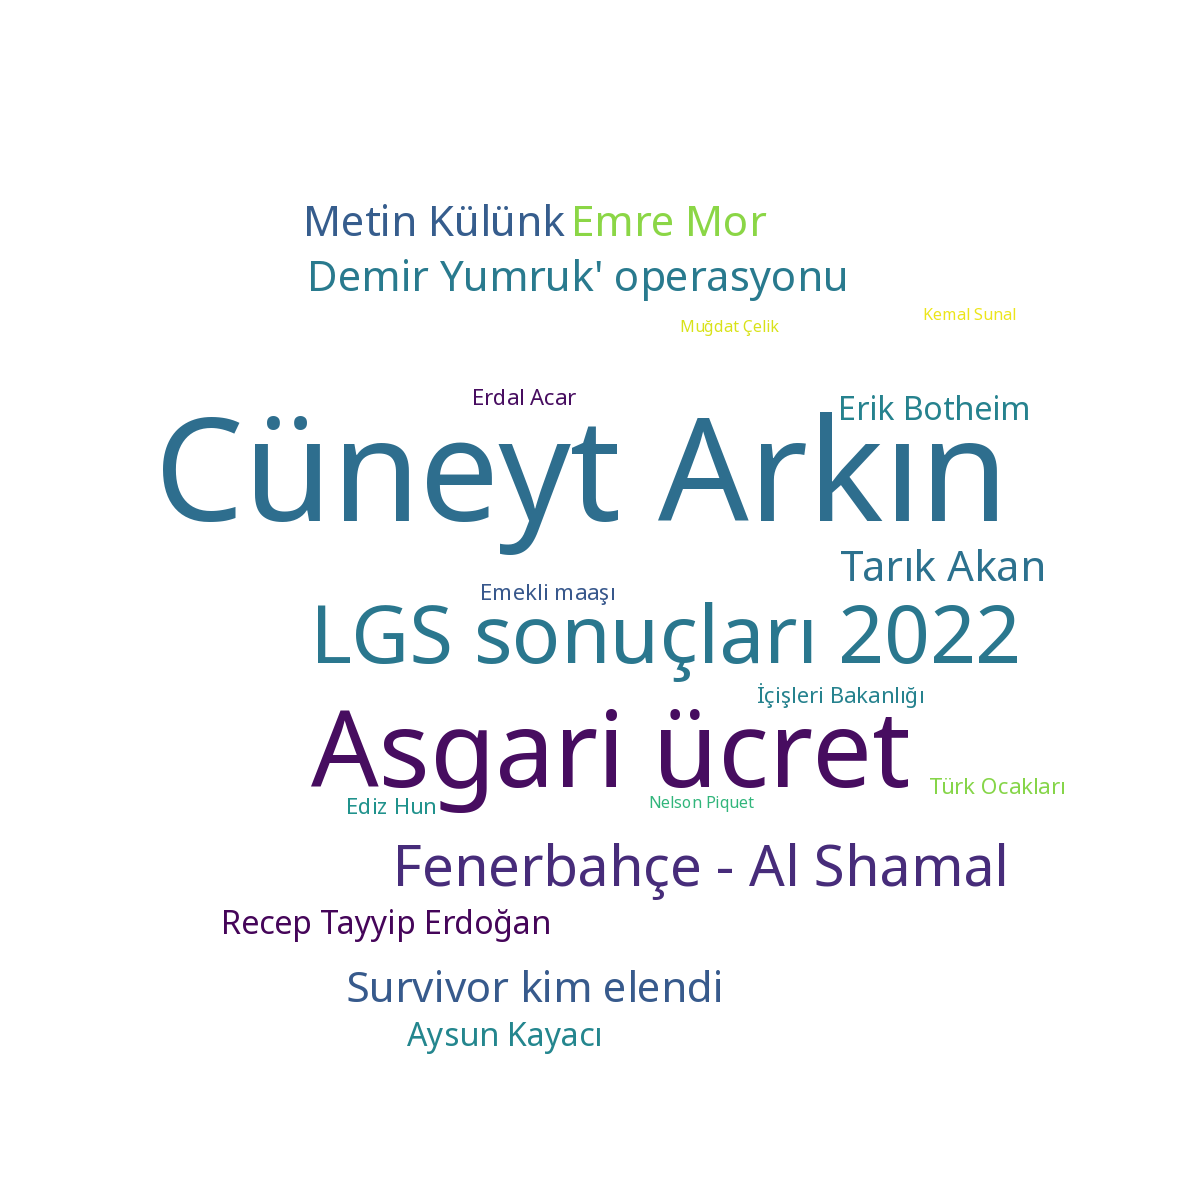 Metin Külünk
Emre Mor
Demir Yumruk' operasyonu
Kemal Sunal
Muğdat Çelik
Erdal Acar
Erik Botheim
Cüneyt Arkın
Tarık Akan
Emekli maaşı
LGS sonuçları 2022
İçişleri Bakanlığı
Asgari ücret
Türk Ocakları
Ediz Hun
Nelson Piquet
Fenerbahçe - Al Shamal
Recep Tayyip Erdoğan
Survivor kim elendi
Aysun Kayacı